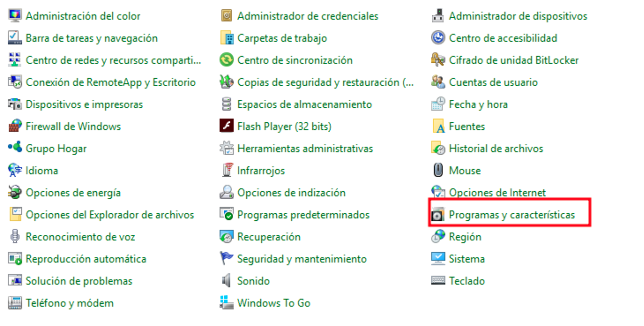 Administración del color
Administrador de credenciales
Administrador de dispositivos
Barra de tareas y navegación
Carpetas de trabajo
Centro de accesibilidad
Centro de redes y recursos comparti...
Centro de sincronización
Cifrado de unidad BitLocker
Conexión de RemoteApp y Escritorio
Copias de seguridad y restauración (...
Cuentas de usuario
Dispositivos e impresoras
Espacios de almacenamiento
Fecha y hora
Firewall de Windows
Flash Player (32 bits)
Fuentes
Grupo Hogar
Herramientas administrativas
Historial de archivos
Idioma
Infrarrojos
Mouse
Opciones de energía
Opciones de indización
Opciones de Internet
Opciones del Explorador de archivos
Programas predeterminados
Programas y características
Reconocimiento de voz
Recuperación
Región
Reproducción automática
Seguridad y mantenimiento
Sistema
Solución de problemas
Sonido
Teclado
Teléfono y módem
Windows To Go